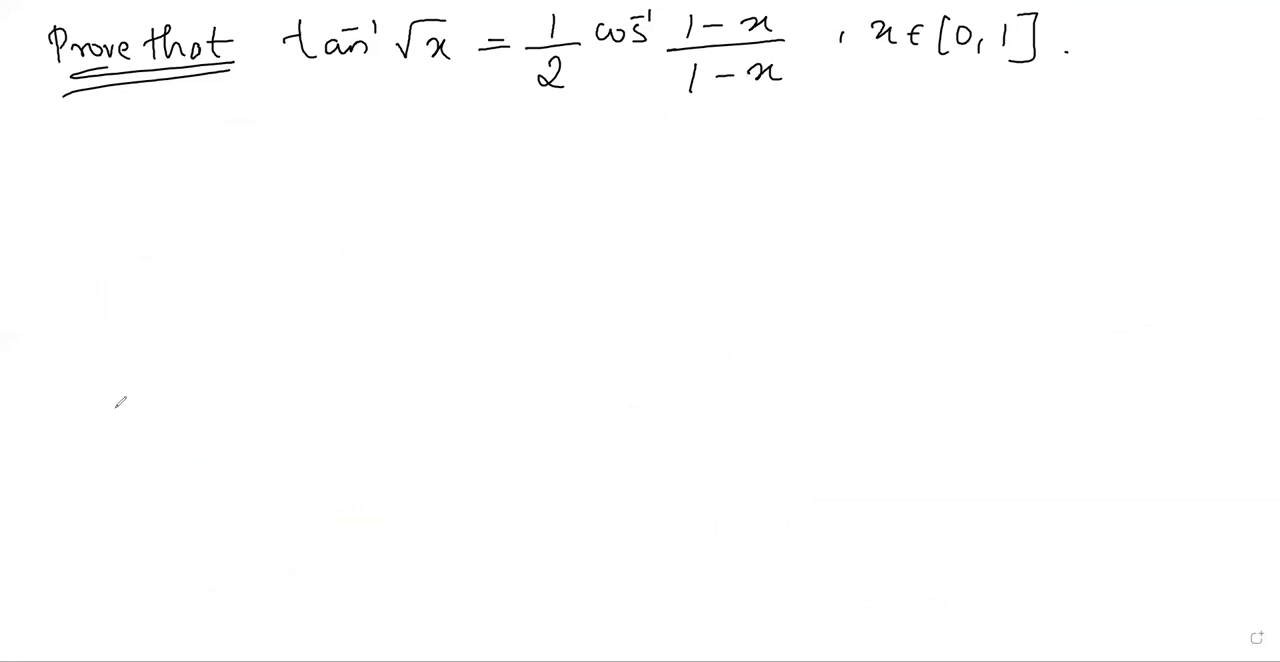 Prove that tan⁻¹ √x = 1/2 cos⁻¹ (1 - x)/(1 - x) , x ∈ [0, 1] .